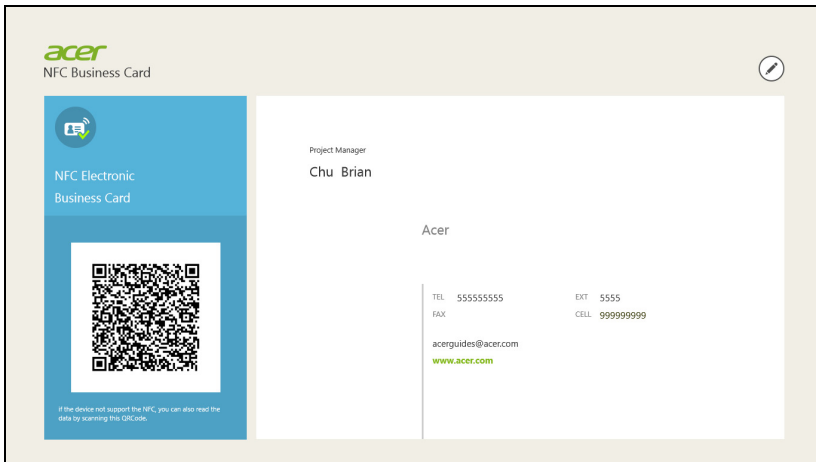 acer
NFC Business Card
NFC Electronic
Business Card
If the device not support the NFC, you can also read the
data by scanning this QRCode.
Project Manager
Chu Brian
Acer
TEL 555555555 EXT 5555
FAX CELL 999999999
acerguides@acer.com
www.acer.com